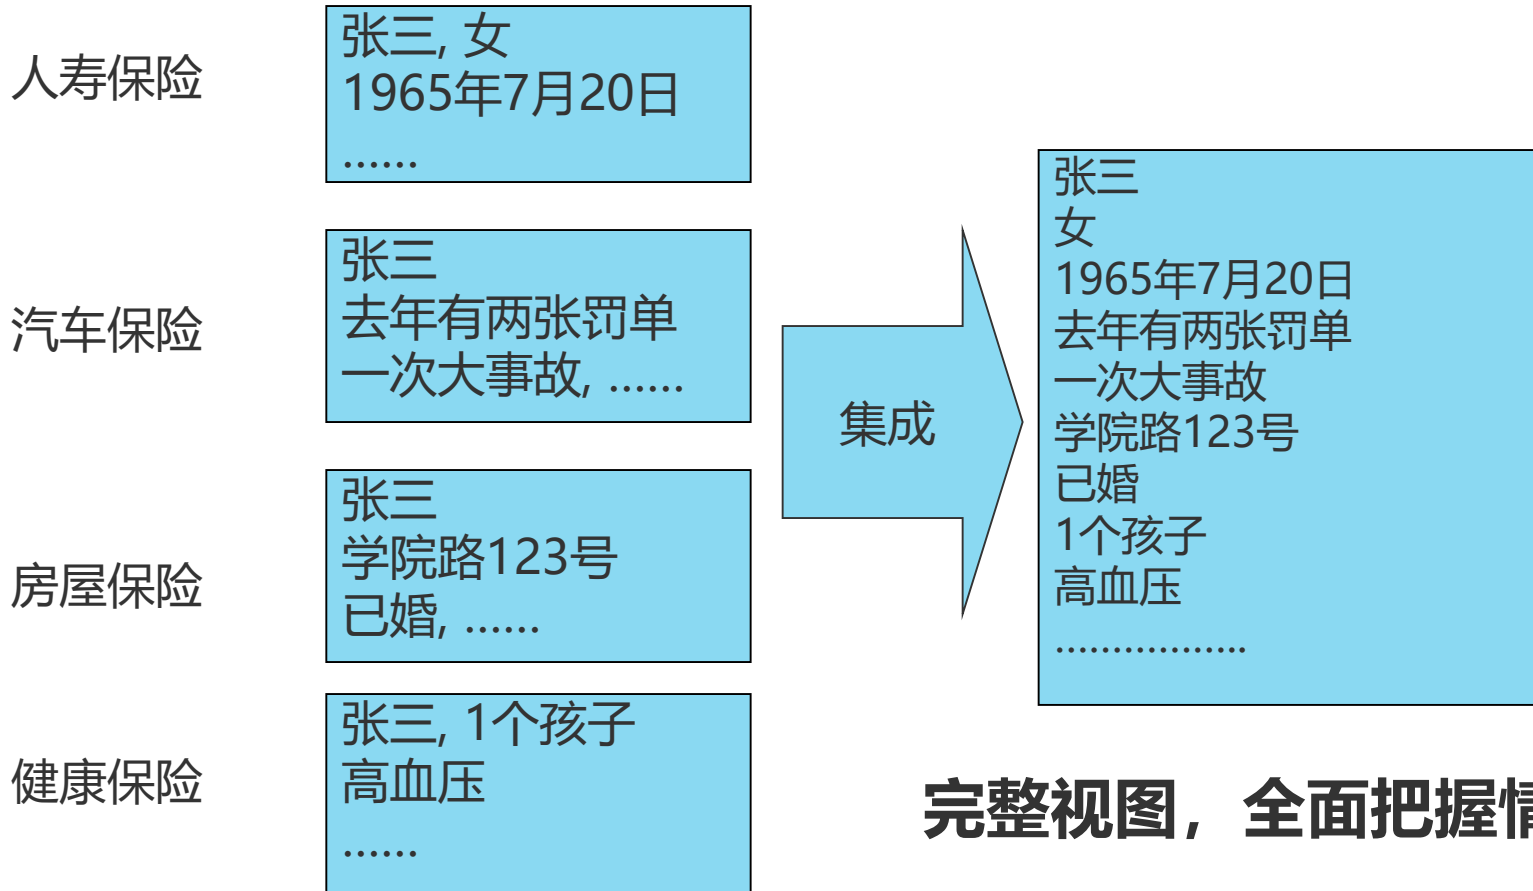 人寿保险
张三, 女
1965年7月20日
……
汽车保险
张三
去年有两张罚单
一次大事故, ……
房屋保险
张三
学院路123号
已婚, ……
健康保险
张三, 1个孩子
高血压
……
集成
张三
女
1965年7月20日
去年有两张罚单
一次大事故
学院路123号
已婚
1个孩子
高血压
……………..
完整视图，全面把握